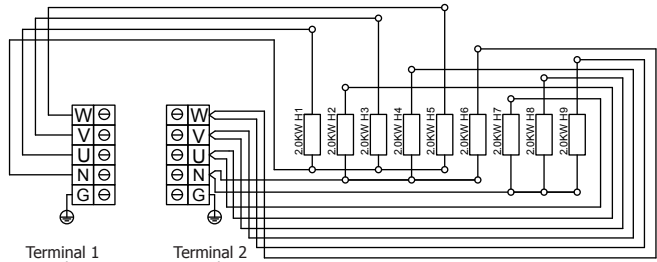 2.0KW H1
2.0KW H2
2.0KW H3
2.0KW H4
2.0KW H5
2.0KW H6
2.0KW H7
2.0KW H8
2.0KW H9
W
V
U
N
G
W
V
U
N
G
Terminal 1
Terminal 2